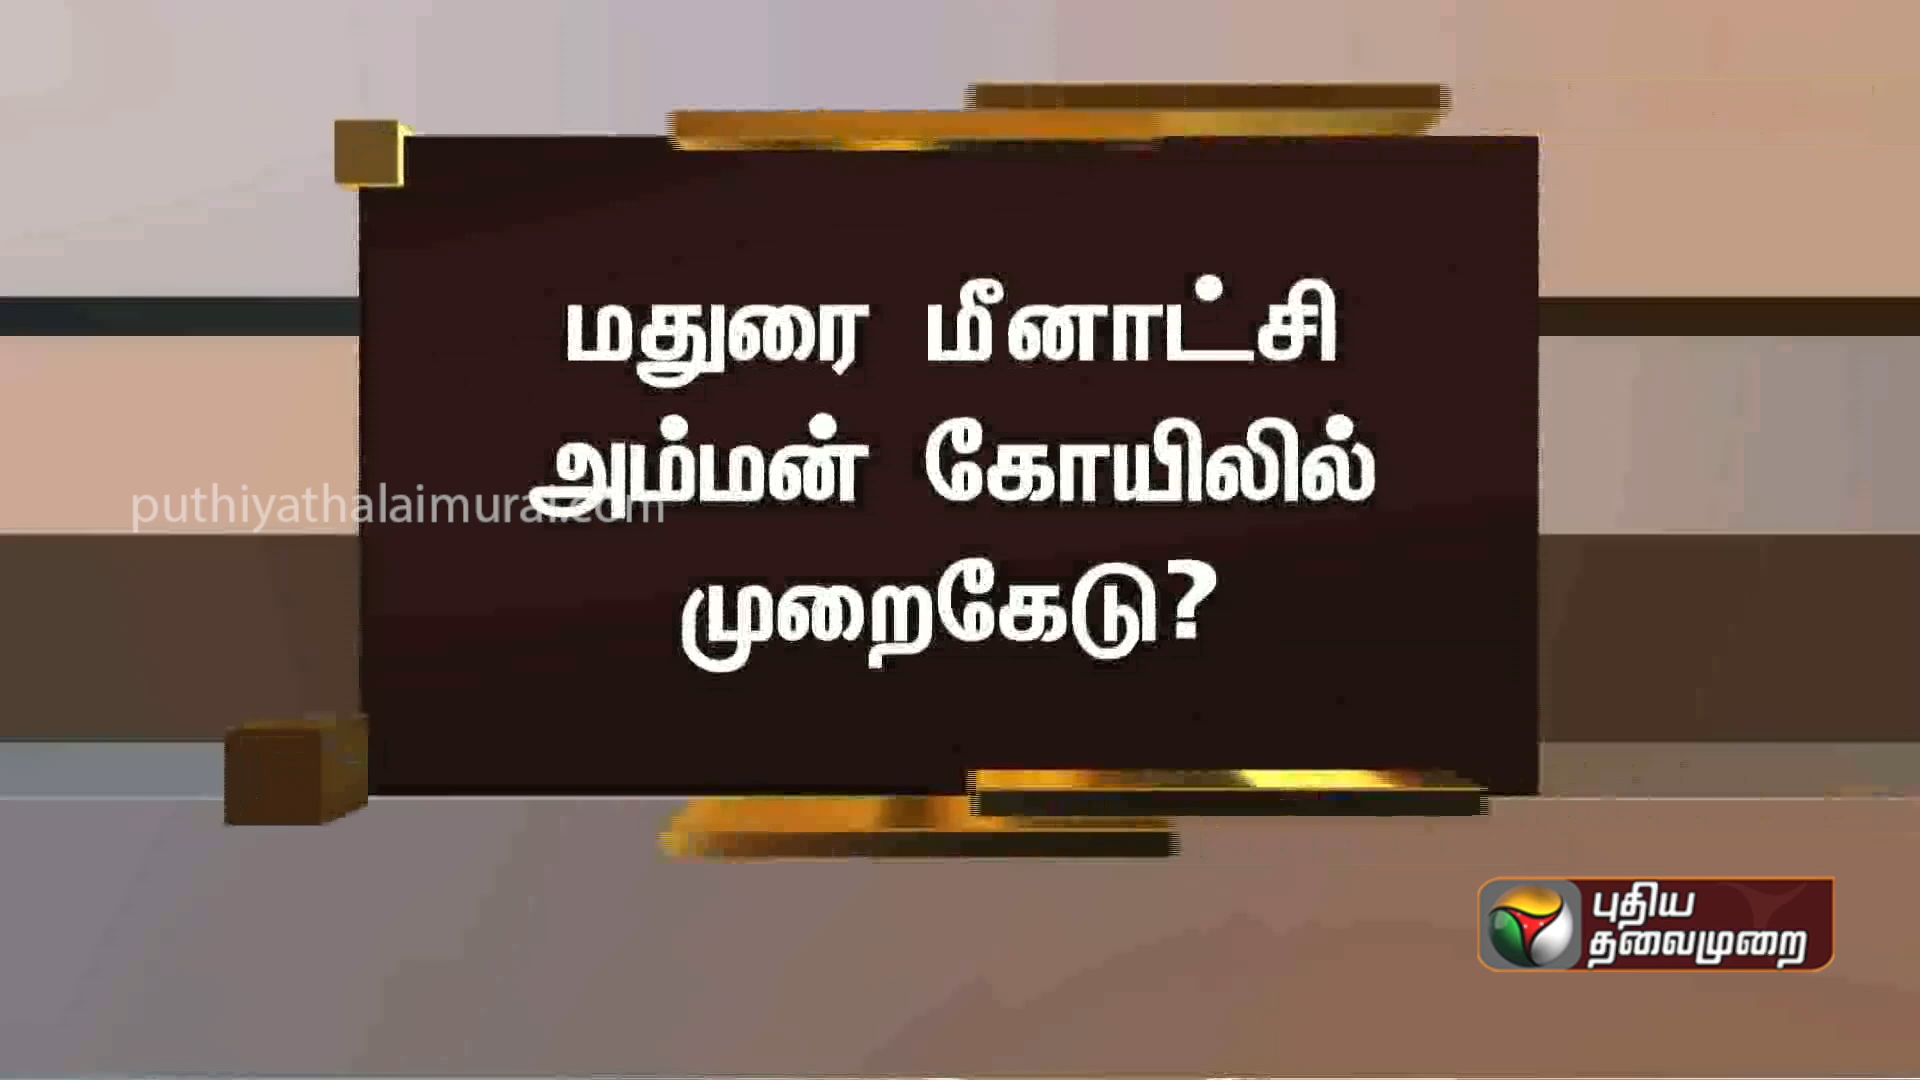 மதுரை மீனாட்சி
அம்மன் கோயிலில்
puthiyathalaimurai.com
முறைகேடு?
புதிய
தலைமுறை